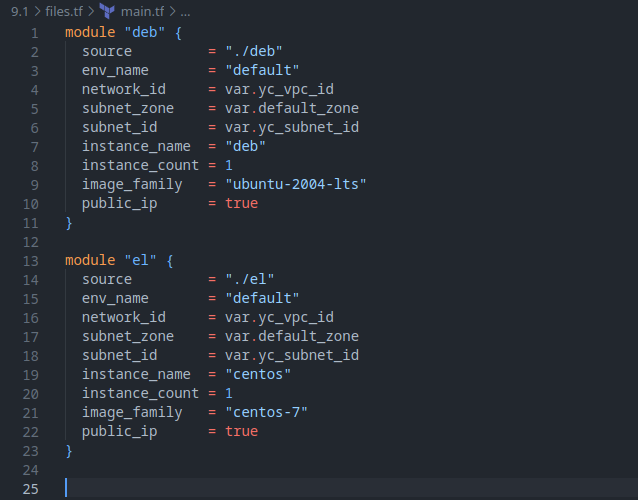 9.1 > files.tf > main.tf > ...
1 module "deb" {
2 source = "./deb"
3 env_name = "default"
4 network_id = var.yc_vpc_id
5 subnet_zone = var.default_zone
6 subnet_id = var.yc_subnet_id
7 instance_name = "deb"
8 instance_count = 1
9 image_family = "ubuntu-2004-lts"
10 public_ip = true
11 }
12
13 module "el" {
14 source = "./el"
15 env_name = "default"
16 network_id = var.yc_vpc_id
17 subnet_zone = var.default_zone
18 subnet_id = var.yc_subnet_id
19 instance_name = "centos"
20 instance_count = 1
21 image_family = "centos-7"
22 public_ip = true
23 }
24
25